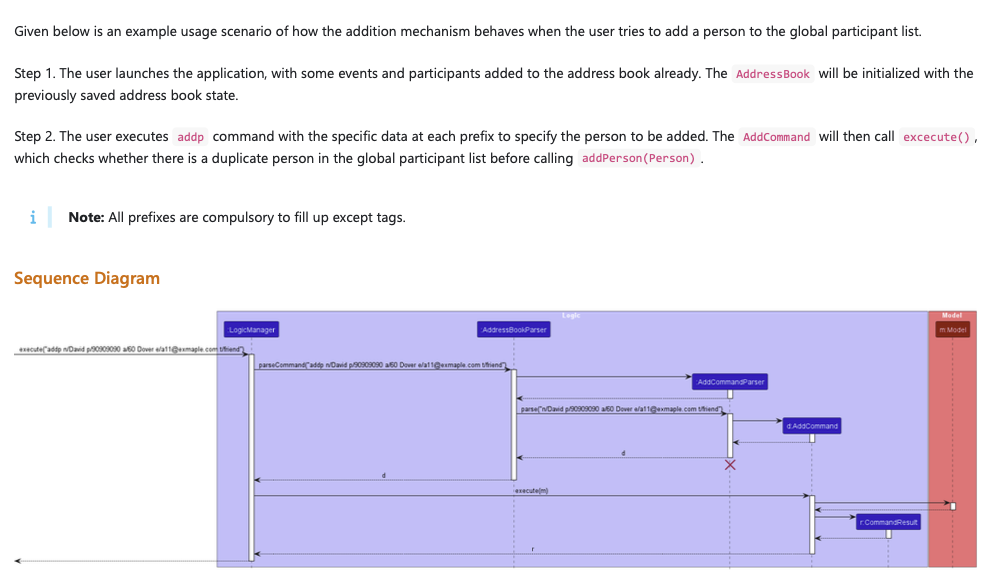 Given below is an example usage scenario of how the addition mechanism behaves when the user tries to add a person to the global participant list.
Step 1. The user launches the application, with some events and participants added to the address book already. The AddressBook will be initialized with the
previously saved address book state.
Step 2. The user executes addp command with the specific data at each prefix to specify the person to be added. The AddCommand will then call excecute() ,
which checks whether there is a duplicate person in the global participant list before calling addPerson(Person) .
i Note: All prefixes are compulsory to fill up except tags.
Sequence Diagram
Logic
Model
:LogicManager
:AddressBookParser
m:Model
execute("addp n/David p/90909090 a/60 Dover e/a11@exmaple.com t/friend")
parseCommand("addp n/David p/90909090 a/60 Dover e/a11@exmaple.com t/friend")
:AddCommandParser
parse("n/David p/90909090 a/60 Dover e/a11@exmaple.com t/friend")
d:AddCommand
d
d
execute(m)
r:CommandResult
r